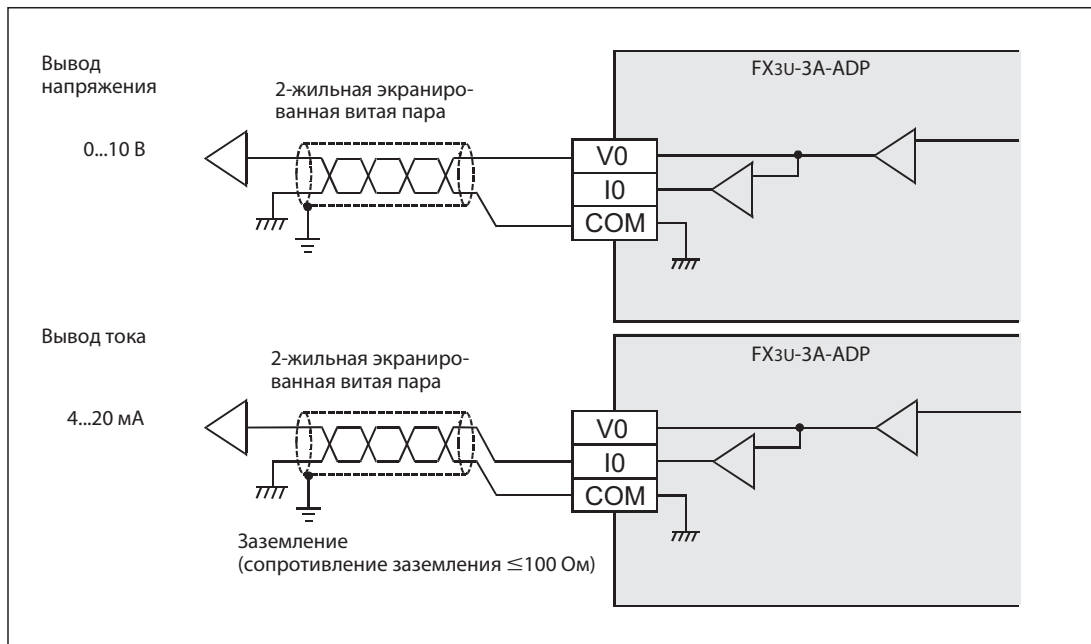 Вывод
напряжения
FX3U-3A-ADP
2-жильная экраниро-
ванная витая пара
0...10 В
V0
I0
COM
Вывод тока
FX3U-3A-ADP
2-жильная экраниро-
ванная витая пара
4...20 мА
V0
I0
COM
Заземление
(сопротивление заземления ≦100 Ом)